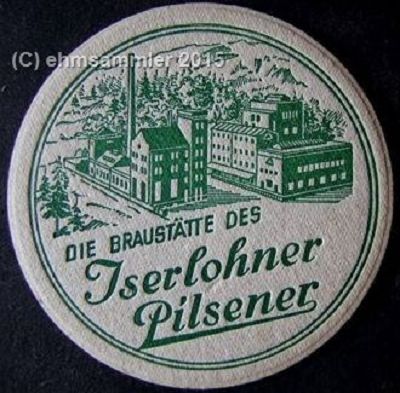 (C) ehmsammler 2015
DIE BRAUSTÄTTE DES
Iserlohner
Pilsener